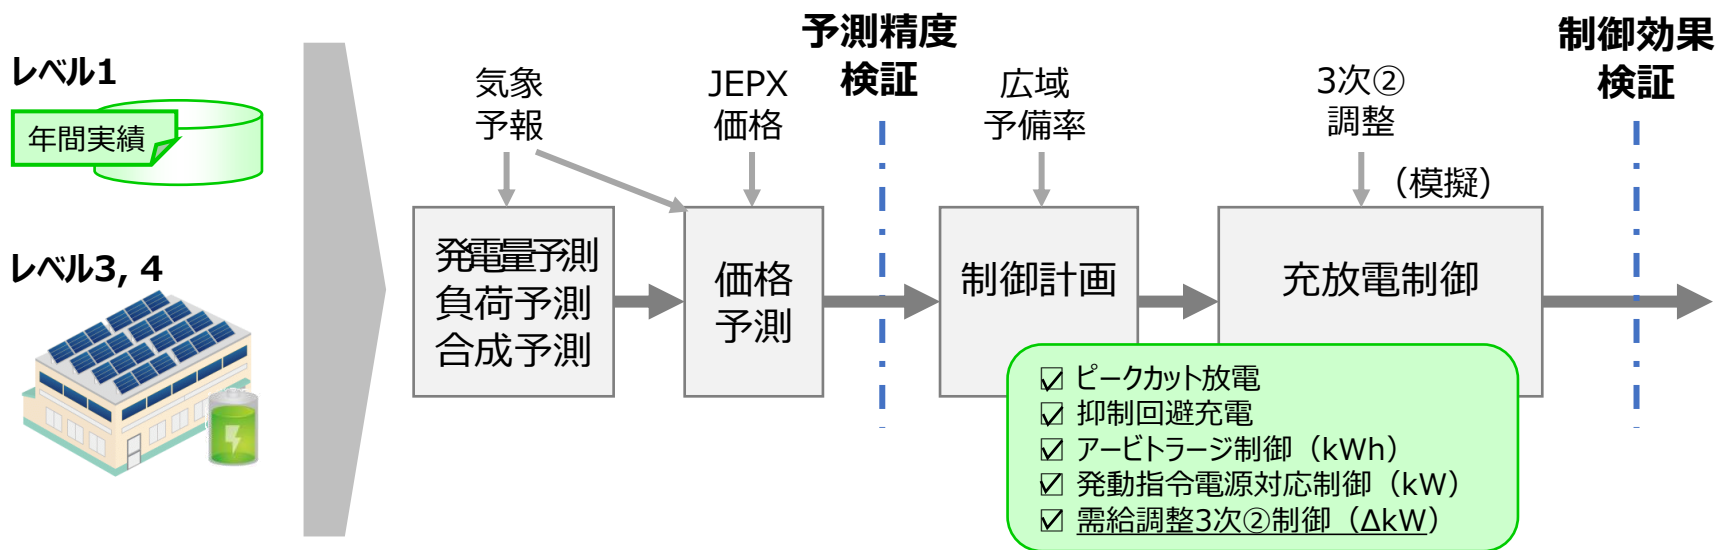 レベル1
年間実績
レベル3, 4
気象
予報
JEPX
価格
予測精度
検証
広域
予備率
3次②
調整
（模擬）
制御効果
検証
発電量予測
負荷予測
合成予測
価格
予測
制御計画
充放電制御
☑ ピークカット放電
☑ 抑制回避充電
☑ アービトラージ制御（kWh）
☑ 発動指令電源対応制御（kW）
☑ 需給調整3次②制御（ΔkW）